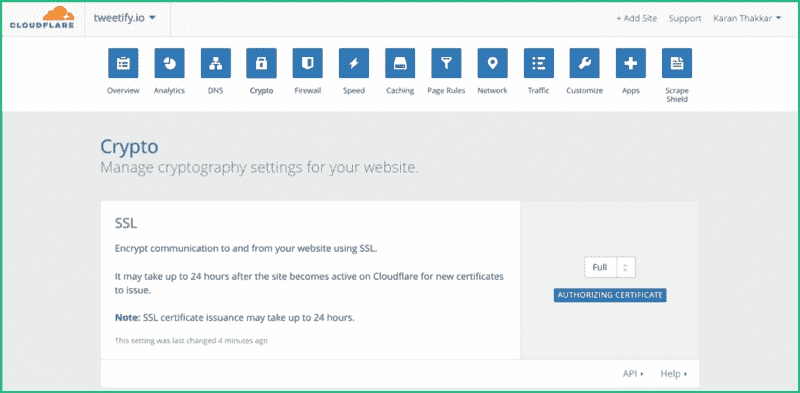 CLOUDFLARE
tweetify.io
+ Add Site
Support
Karan Thakkar
Overview
Analytics
DNS
Crypto
Firewall
Speed
Caching
Page Rules
Network
Traffic
Customize
Apps
Scrape
Shield
Crypto
Manage cryptography settings for your website.
SSL
Encrypt communication to and from your website using SSL.
It may take up to 24 hours after the site becomes active on Cloudflare for new certificates
to issue.
Note: SSL certificate issuance may take up to 24 hours.
This setting was last changed 4 minutes ago
Full
AUTHORIZING CERTIFICATE
API
Help